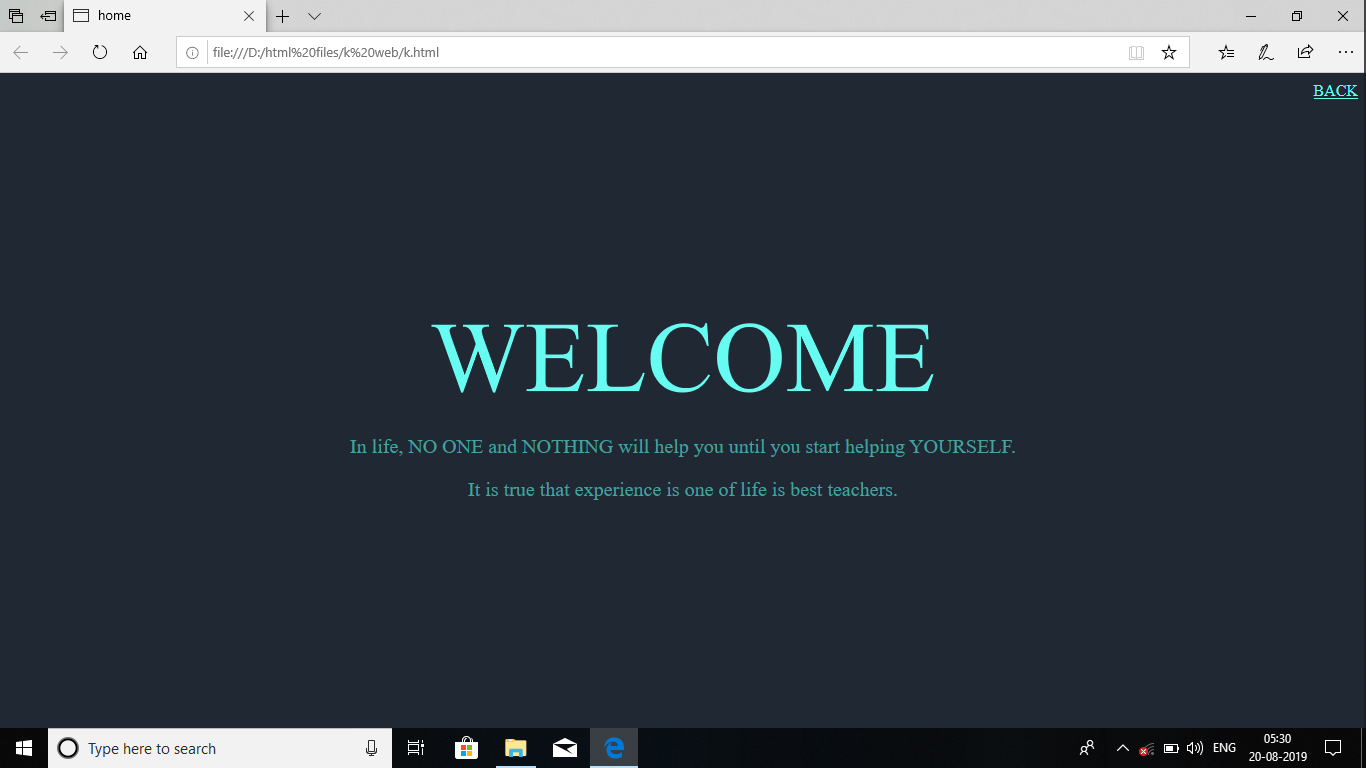 home
file:///D:/html%20files/k%20web/k.html
BACK
WELCOME
In life, NO ONE and NOTHING will help you until you start helping YOURSELF.
It is true that experience is one of life is best teachers.
Type here to search
ENG
05:30
20-08-2019